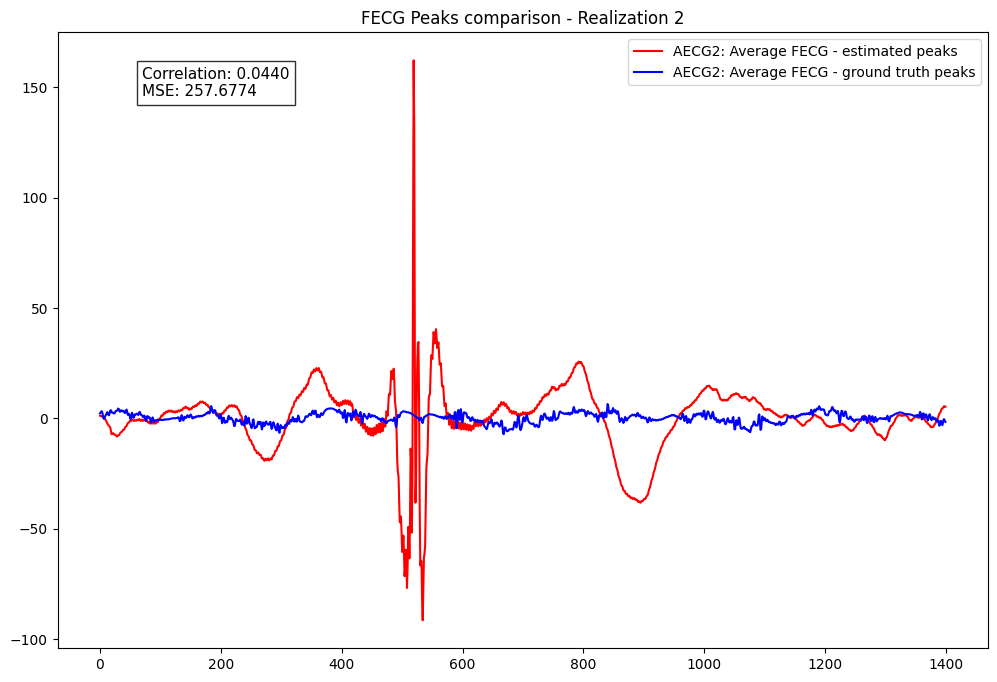 FECG Peaks comparison - Realization 2
AECG2: Average FECG - estimated peaks
AECG2: Average FECG - ground truth peaks
Correlation: 0.0440
MSE: 257.6774
150
100
50
0
−50
−100
0 200 400 600 800 1000 1200 1400